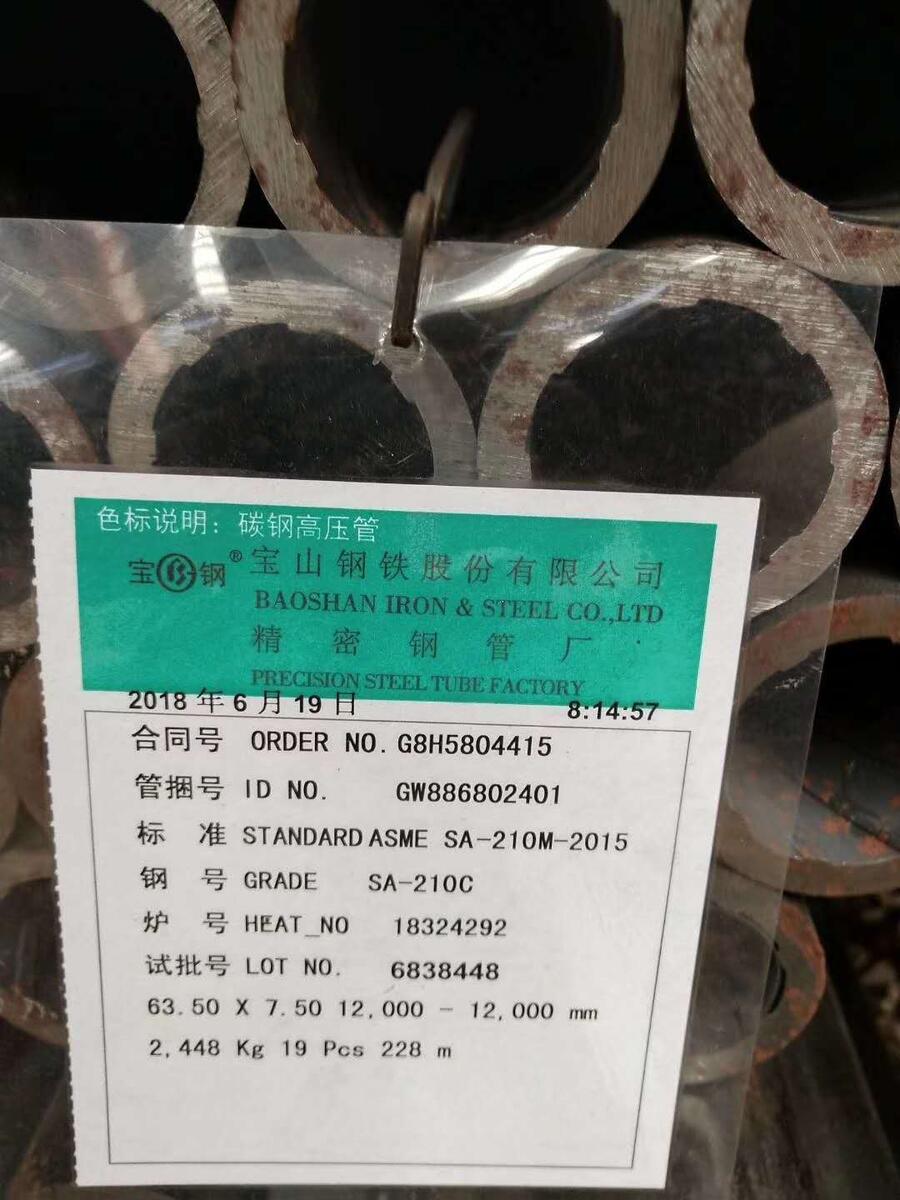 色标说明：碳钢高压管
宝钢® 宝山钢铁股份有限公司
BAOSHAN IRON & STEEL CO.,LTD
精密钢管厂
PRECISION STEEL TUBE FACTORY
2018 年 6 月 19 日 8:14:57
合同号 ORDER NO. G8H5804415
管捆号 ID NO. GW886802401
标 准 STANDARD ASME SA-210M-2015
钢 号 GRADE SA-210C
炉 号 HEAT_NO 18324292
试批号 LOT NO. 6838448
63.50 X 7.50 12,000 - 12,000 mm
2,448 Kg 19 Pcs 228 m